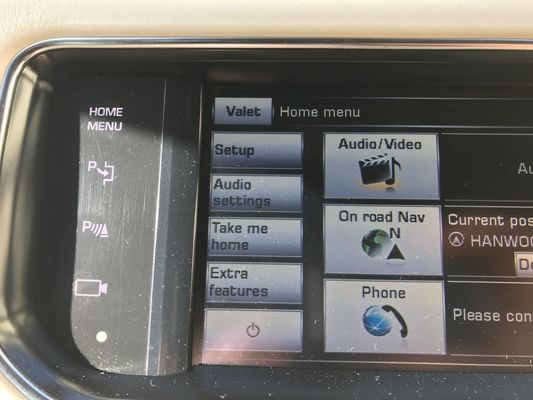 HOME
MENU
P
P
Valet
Home menu
Setup
Audio
settings
Take me
home
Extra
features
Audio/Video
On road Nav
N
Phone
Current pos
HANWO
Please con